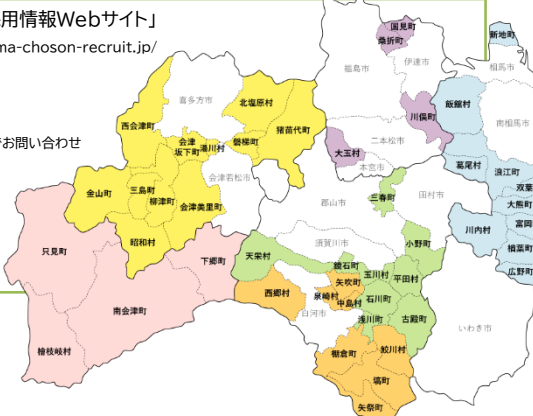 用情報Webサイト」
ma-choson-recruit.jp/
お問い合わせ
国見町
桑折町
伊達市
福島市
新地町
相馬市
喜多方市
北塩原村
飯舘村
川俣町
南相馬市
西会津町
猪苗代町
会津
坂下町
湯川村
磐梯町
二本松市
大玉村
本宮市
葛尾村
浪江町
会津若松市
双葉
金山町
三島町
柳津町
会津美里町
郡山市
三春町
田村市
大熊町
富岡
川内村
昭和村
須賀川市
小野町
楢葉町
只見町
下郷町
天栄村
鏡石町
玉川村
平田村
広野町
南会津町
西郷村
泉崎村
矢吹町
中島村
石川町
白河市
浅川町
古殿町
いわき市
檜枝岐村
棚倉町
鮫川村
塙町
矢祭町